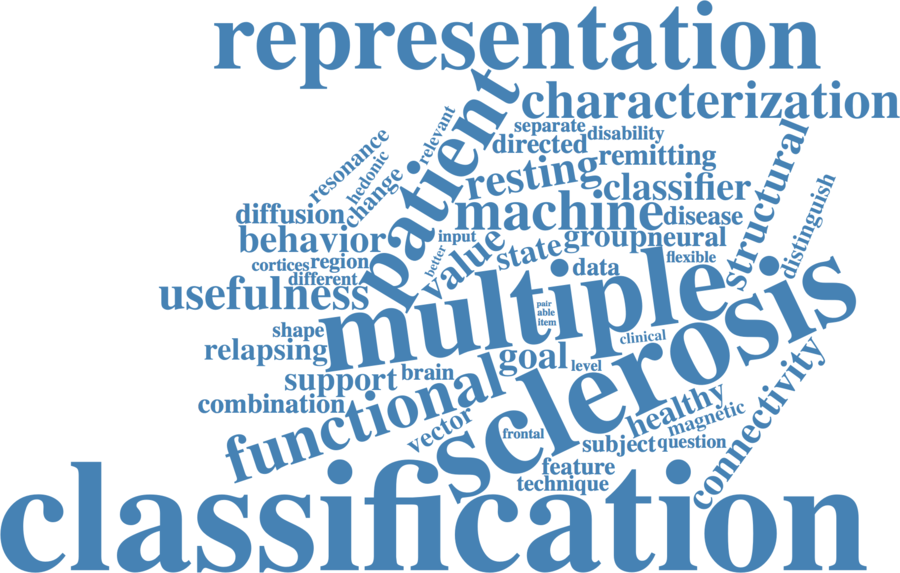 representation
characterization
patient
relevant
separate
disability
directed
resonance
hedonic
change
resting
remitting
structural
classifier
distinguish
diffusion
machine
disease
behavior
input
value
state
group
neural
better
cortices
region
different
data
flexible
usefulness
multiple
pair
able
item
shape
sclerosis
relapsing
goal
clinical
level
support
brain
functional
combination
connectivity
healthy
magnetic
vector
frontal
subject
question
feature
technique
classification